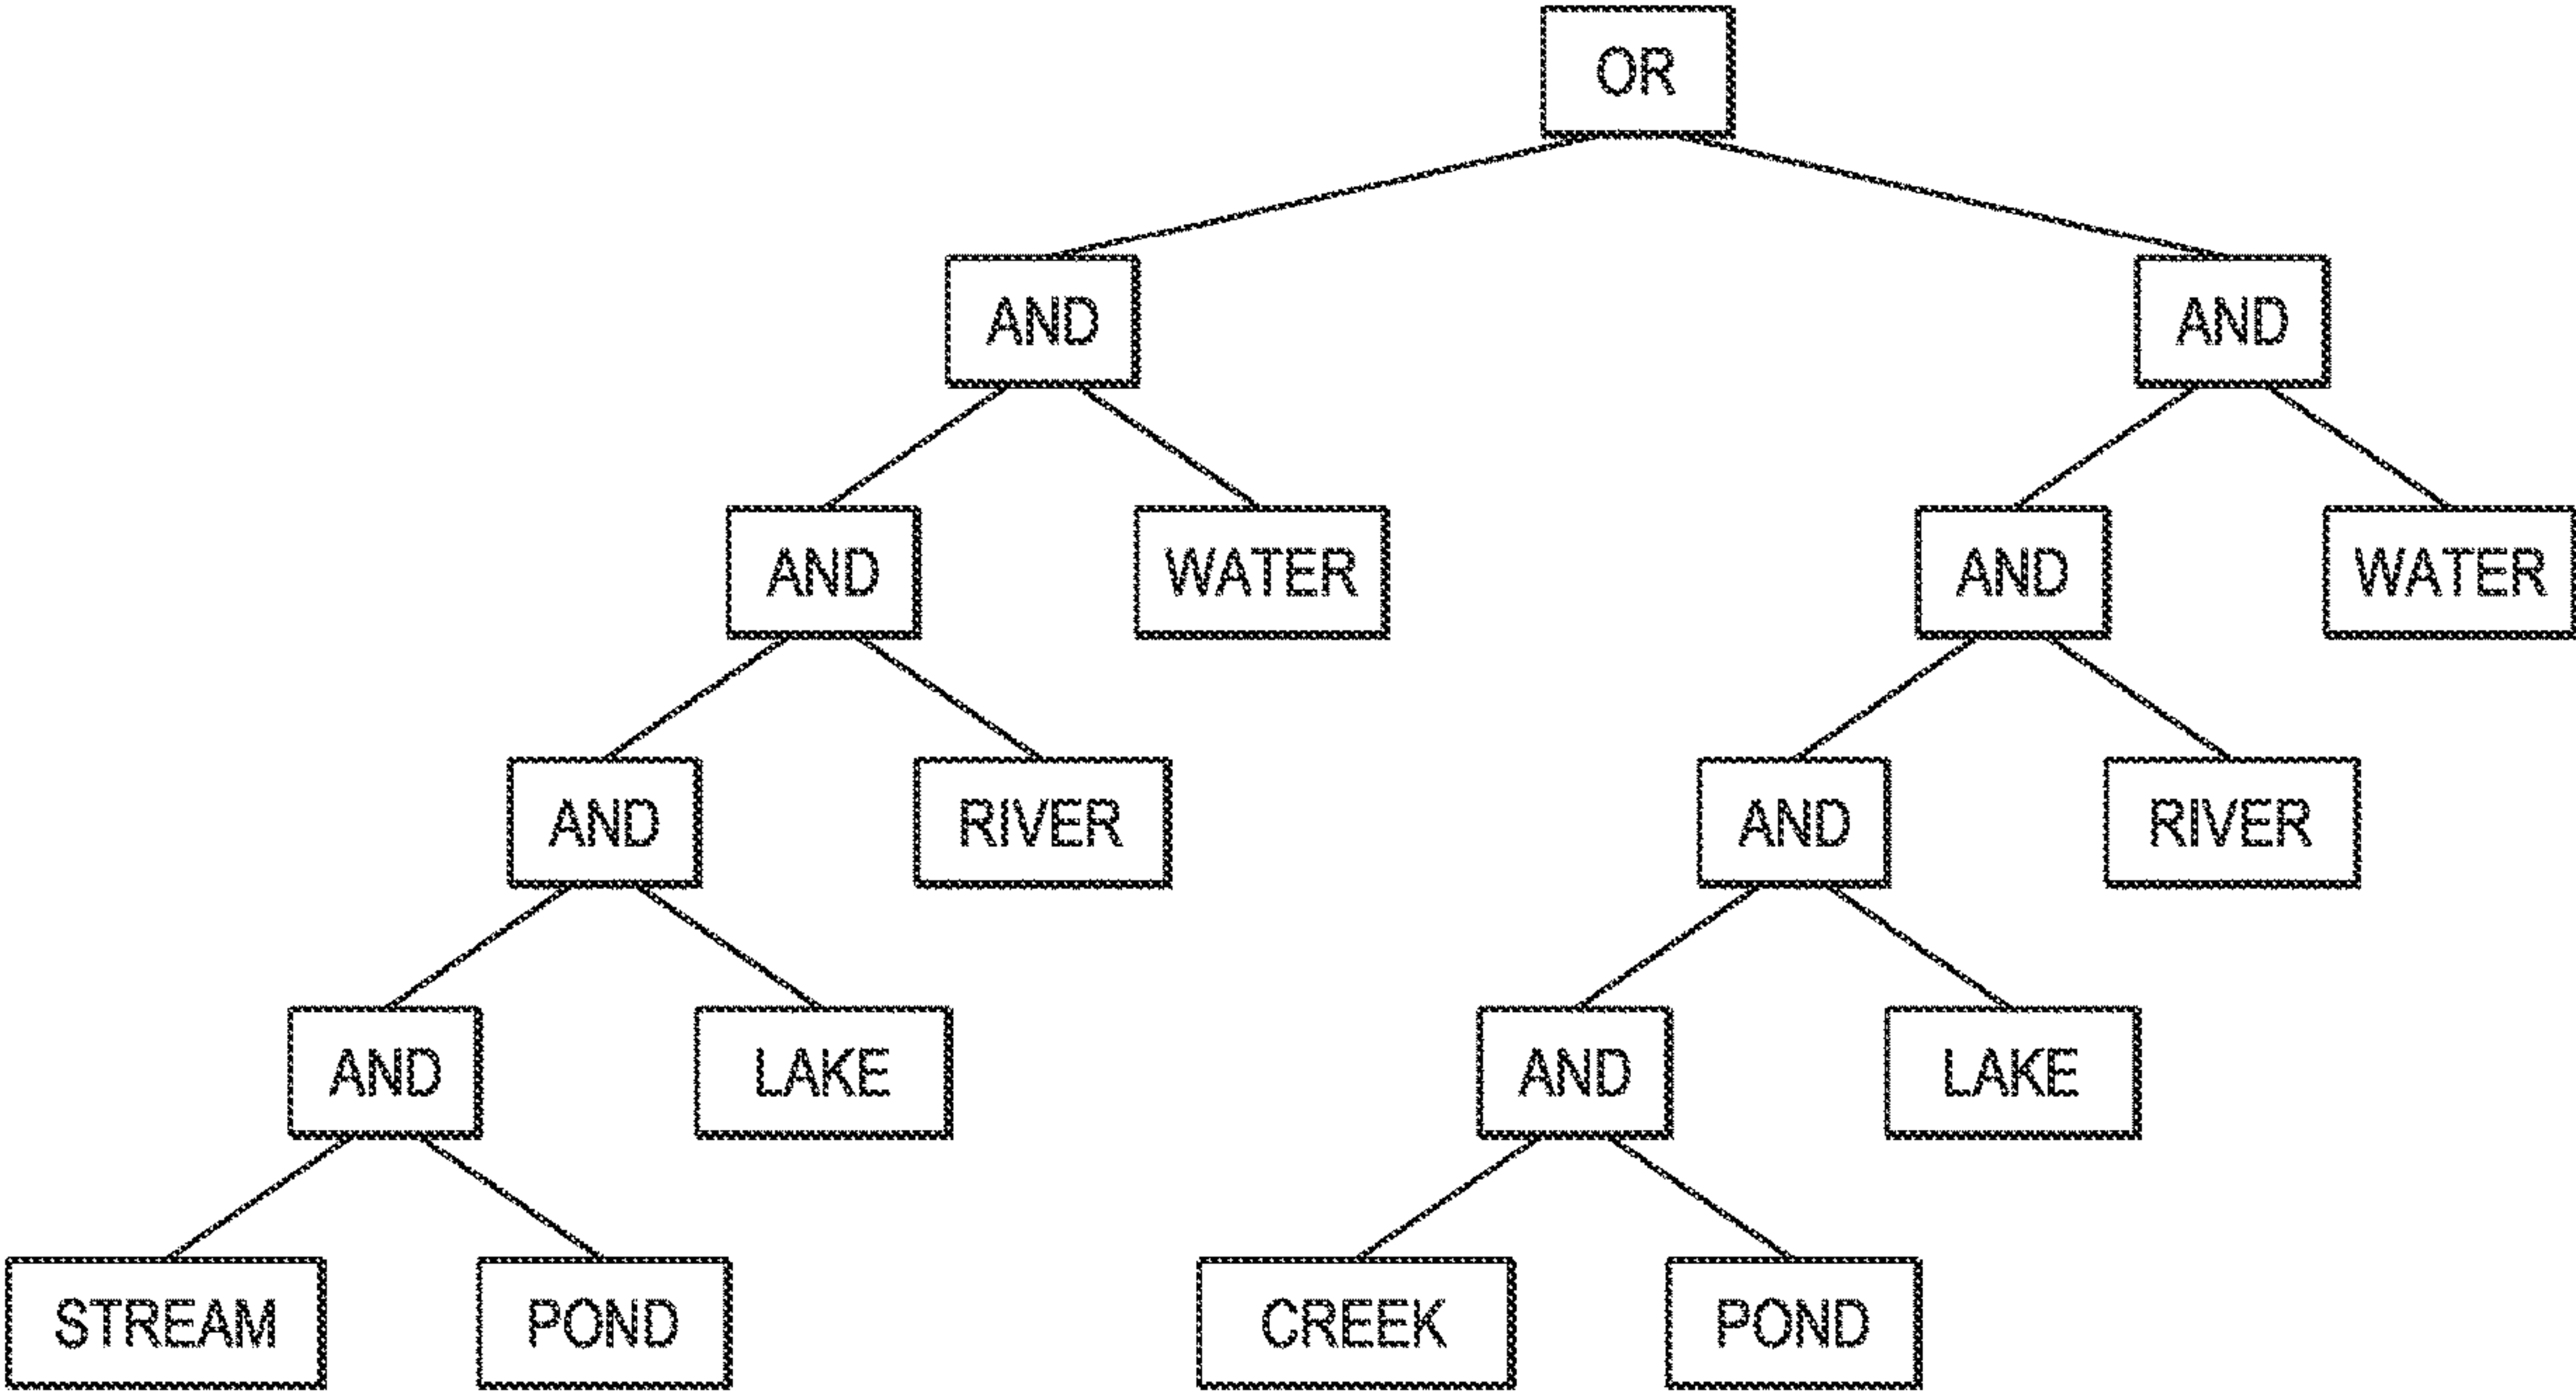 OR
AND AND
AND WATER AND WATER
AND RIVER AND RIVER
AND LAKE AND LAKE
STREAM POND CREEK POND